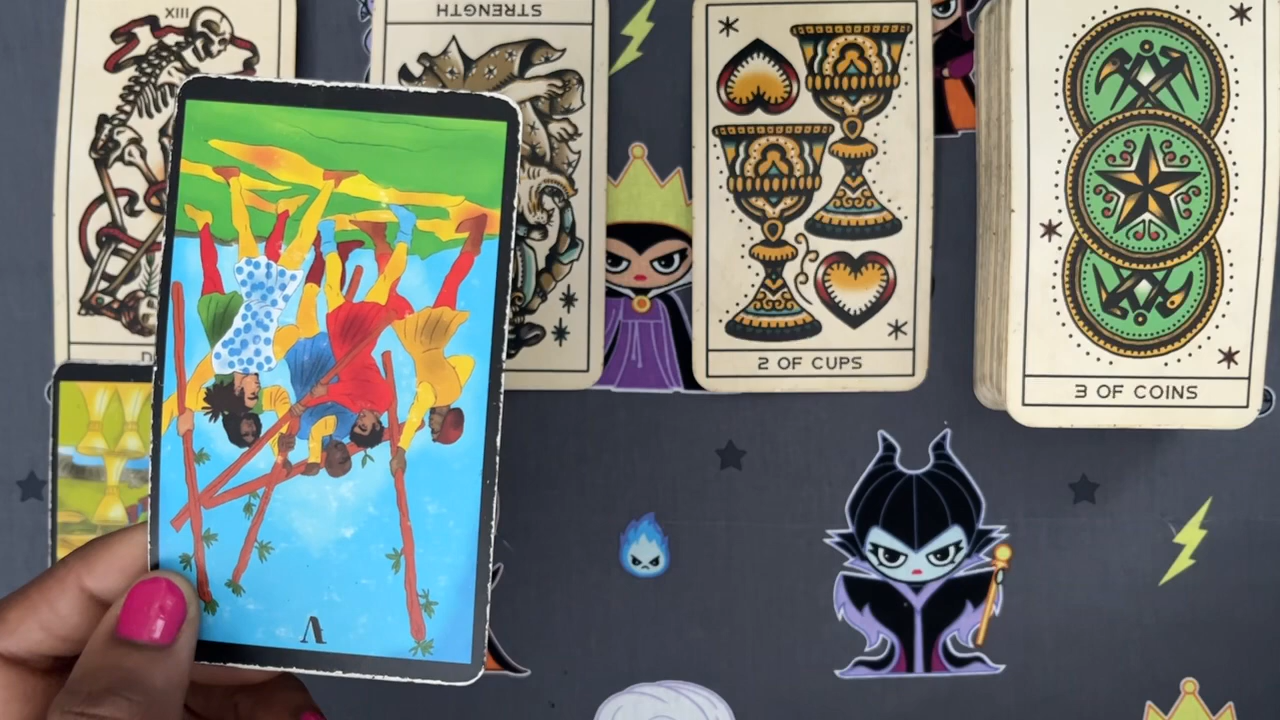 XIII
STRENGTH
2 OF CUPS
3 OF COINS
D
V